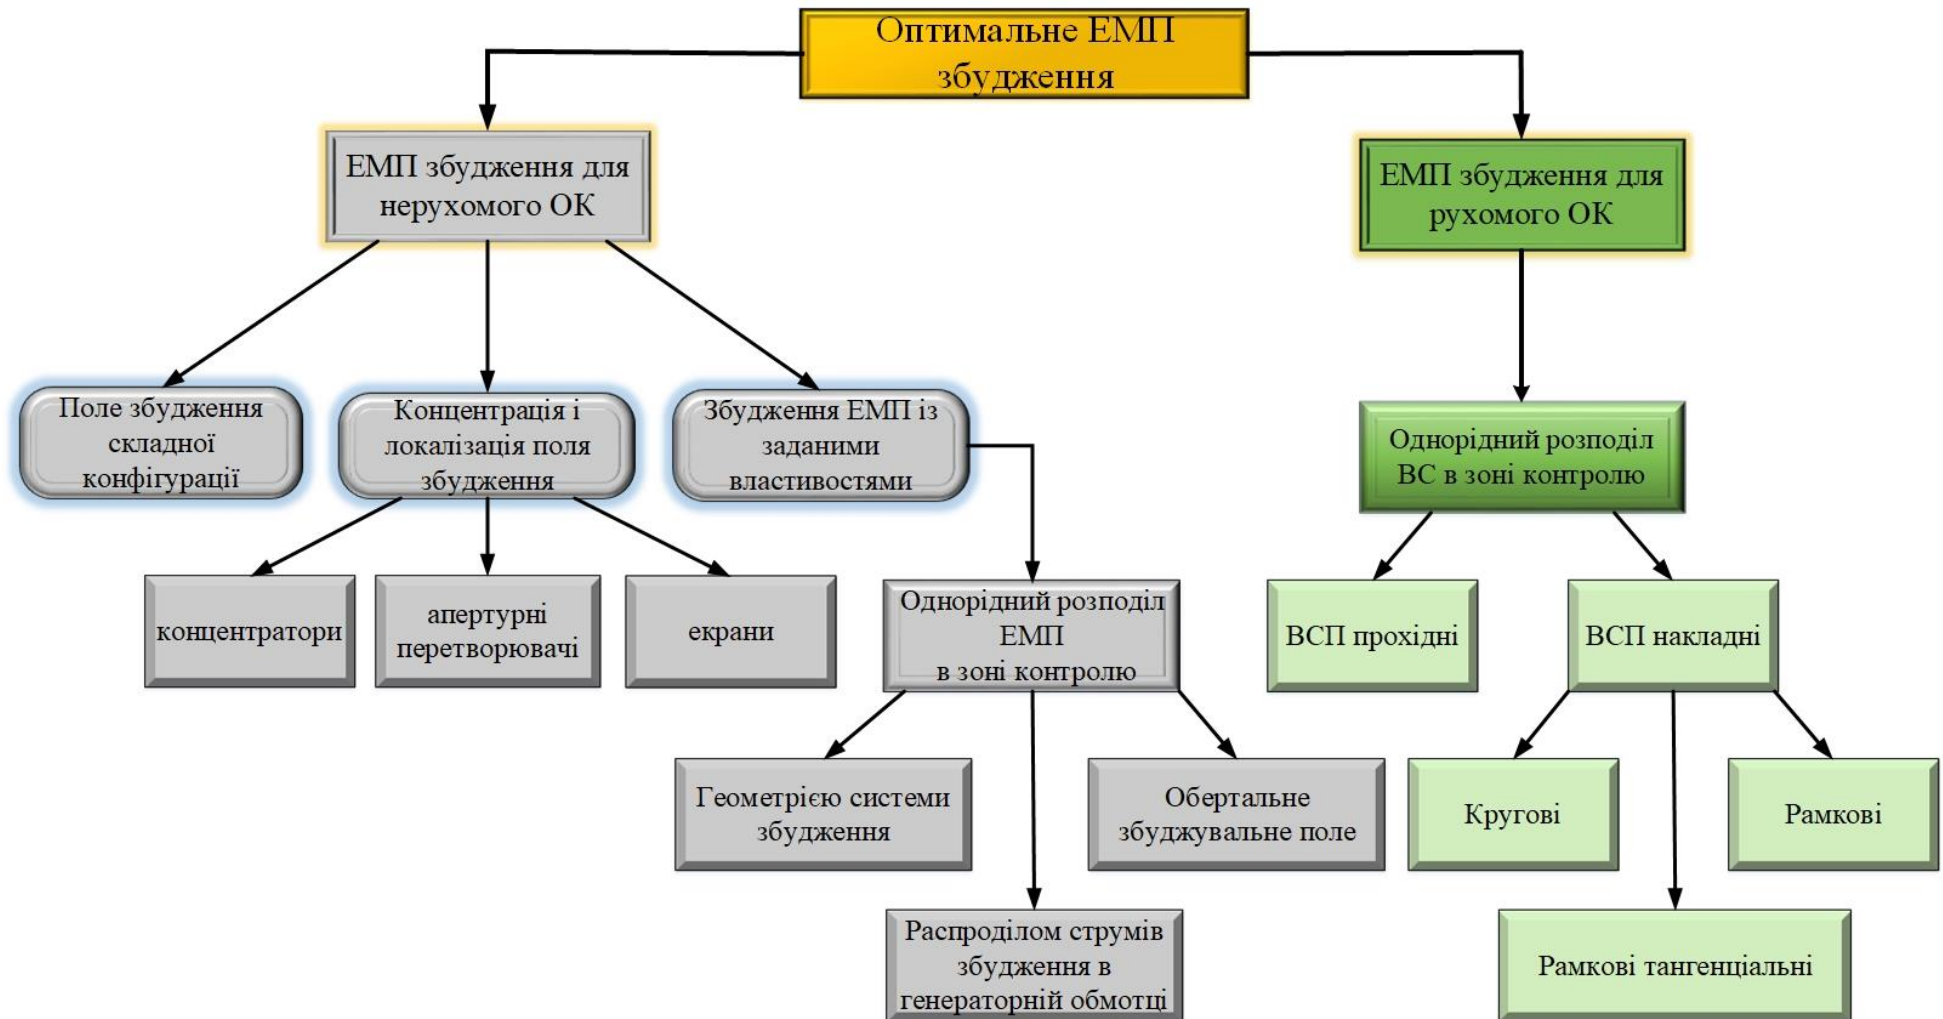 Оптимальне ЕМП
збудження
ЕМП збудження для
нерухомого ОК
ЕМП збудження для
рухомого ОК
Поле збудження
складної
конфігурації
Концентрація і
локалізація поля
збудження
Збудження ЕМП із
заданими
властивостями
Однорідний розподіл
ВС в зоні контролю
концентратори
апертурні
перетворювачі
екрани
Однорідний розподіл
ЕМП
в зоні контролю
ВСП прохідні
ВСП накладні
Геометрією системи
збудження
Обертальне
збуджувальне поле
Кругові
Рамкові
Распроділом струмів
збудження в
генераторній обмотці
Рамкові тангенціальні